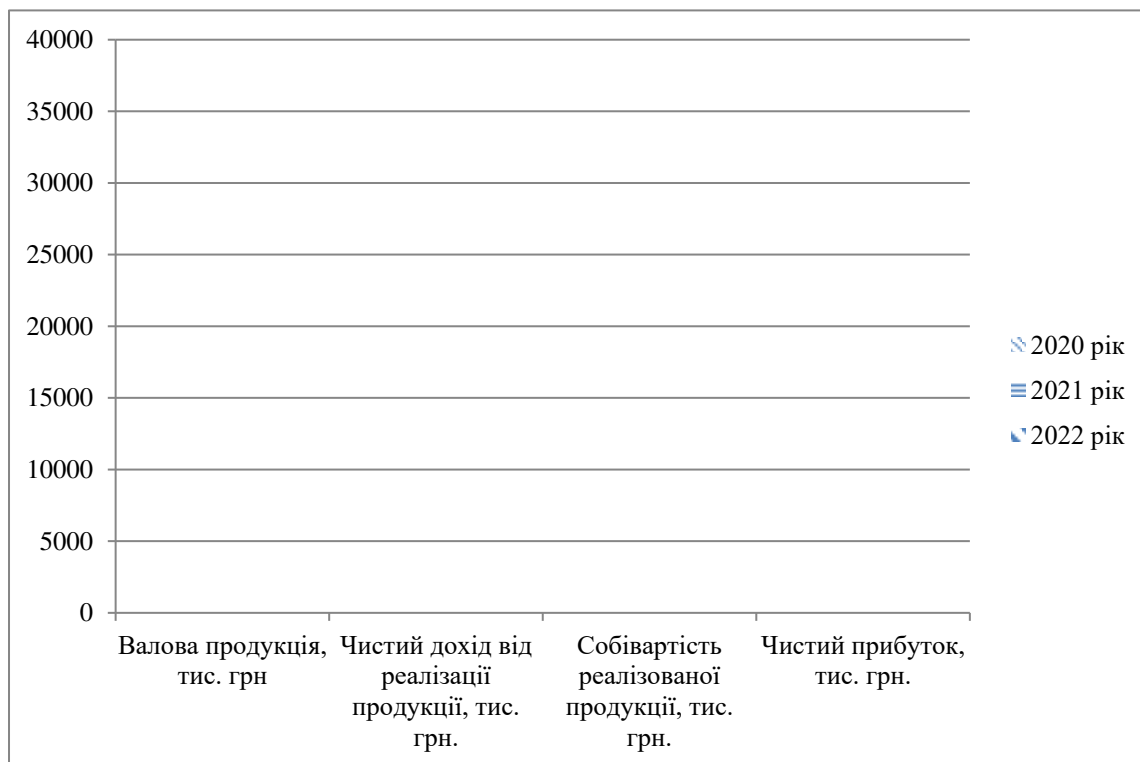 40000
35000
30000
25000
20000
15000
10000
5000
0
Валова продукція,
тис. грн
Чистий дохід від
реалізації
продукції, тис.
грн.
Собівартість
реалізованої
продукції, тис.
грн.
Чистий прибуток,
тис. грн.
2020 рік
2021 рік
2022 рік